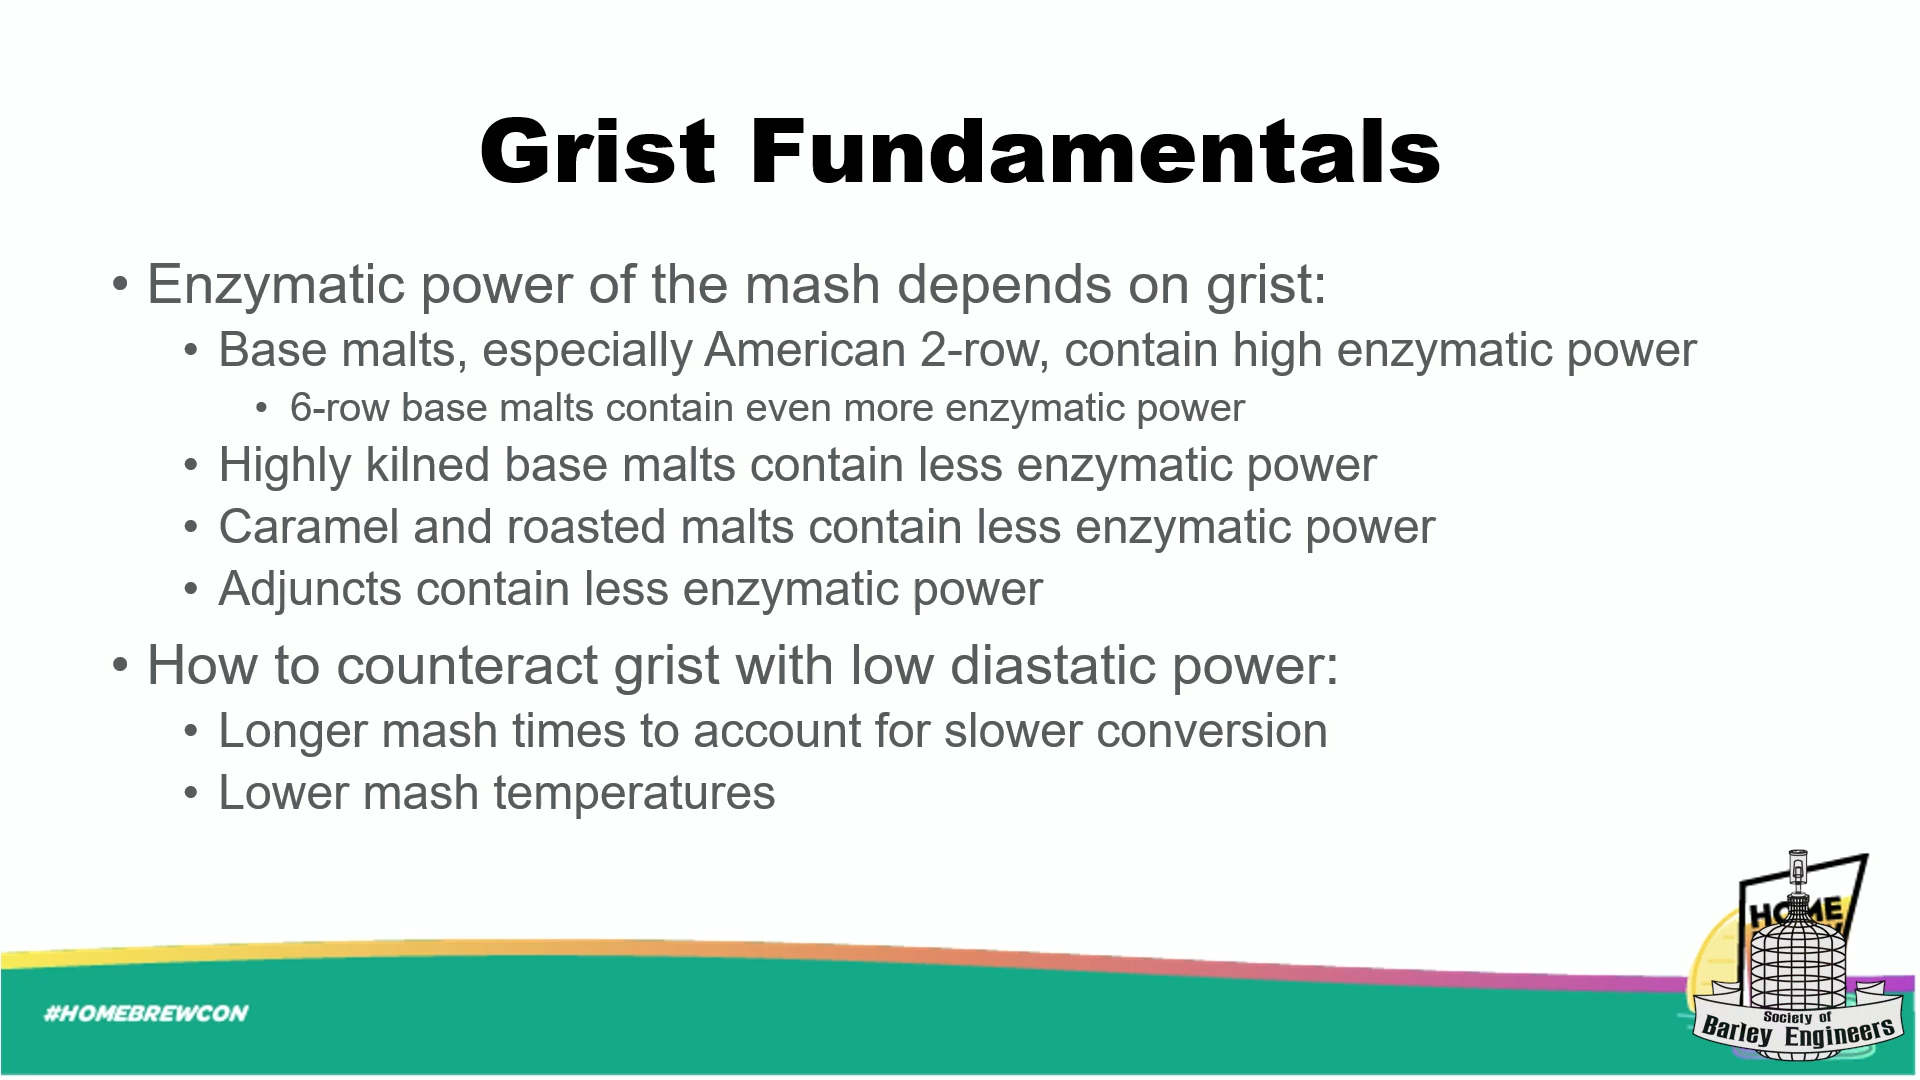 Grist Fundamentals
• Enzymatic power of the mash depends on grist:
• Base malts, especially American 2-row, contain high enzymatic power
• 6-row base malts contain even more enzymatic power
• Highly kilned base malts contain less enzymatic power
• Caramel and roasted malts contain less enzymatic power
• Adjuncts contain less enzymatic power
• How to counteract grist with low diastatic power:
• Longer mash times to account for slower conversion
• Lower mash temperatures
HOME
#HOMEBREWCON
Society of
Barley Engineers